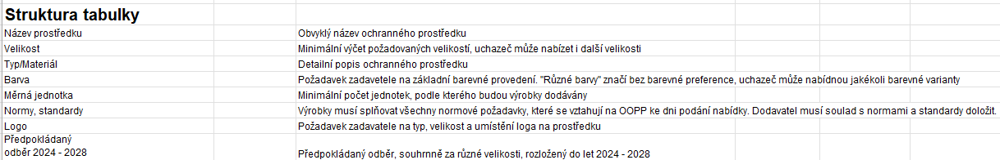 Struktura tabulky
Název prostředku Obvyklý název ochranného prostředku
Velikost Minimální výčet požadovaných velikostí, uchazeč může nabízet i další velikosti
Typ/Materiál Detailní popis ochranného prostředku
Barva Požadavek zadavetele na základní barevné provedení. "Různé barvy" značí bez barevné preference, uchazeč může nabídnou jakékoli barevné varianty
Měrná jednotka Minimální počet jednotek, podle kterého budou výrobky dodávány
Normy, standardy Výrobky musí splňovat všechny normové požadavky, které se vztahují na OOPP ke dni podání nabídky. Dodavatel musí soulad s normami a standardy doložit.
Logo Požadavek zadavatele na typ, velikost a umístění loga na prostředku
Předpokládaný
odběr 2024 - 2028 Předpokládaný odběr, souhrnně za různé velikosti, rozložený do let 2024 - 2028